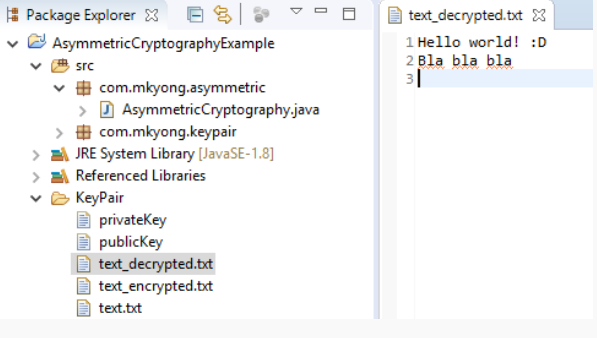 Package Explorer
AsymmetricCryptographyExample
src
com.mkyong.asymmetric
AsymmetricCryptography.java
com.mkyong.keypair
JRE System Library [JavaSE-1.8]
Referenced Libraries
KeyPair
privateKey
publicKey
text_decrypted.txt
text_encrypted.txt
text.txt
text_decrypted.txt
1 Hello world! :D
2 Bla bla bla
3